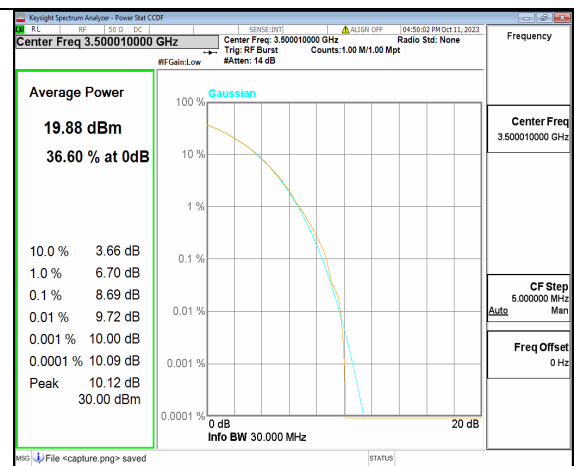 Keysight Spectrum Analyzer - Power Stat CCDF
RL RF 50 Ω DC SENSE:INT ALIGN OFF 04:50:02 PM Oct 11, 2023
Center Freq 3.500010000 GHz
Center Freq: 3.500010000 GHz Radio Std: None
Trig: RF Burst Counts:1.00 M/1.00 Mpt
#IFGain:Low #Atten: 14 dB
Frequency
Average Power
19.88 dBm
36.60 % at 0dB
10.0 % 3.66 dB
1.0 % 6.70 dB
0.1 % 8.69 dB
0.01 % 9.72 dB
0.001 % 10.00 dB
0.0001 % 10.09 dB
Peak 10.12 dB
30.00 dBm
Gaussian
100 %
10 %
1 %
0.1 %
0.01 %
0.001 %
0.0001 %
0 dB 20 dB
Info BW 30.000 MHz
Center Freq
3.500010000 GHz
CF Step
5.000000 MHz
Auto Man
Freq Offset
0 Hz
MSG File <capture.png> saved STATUS